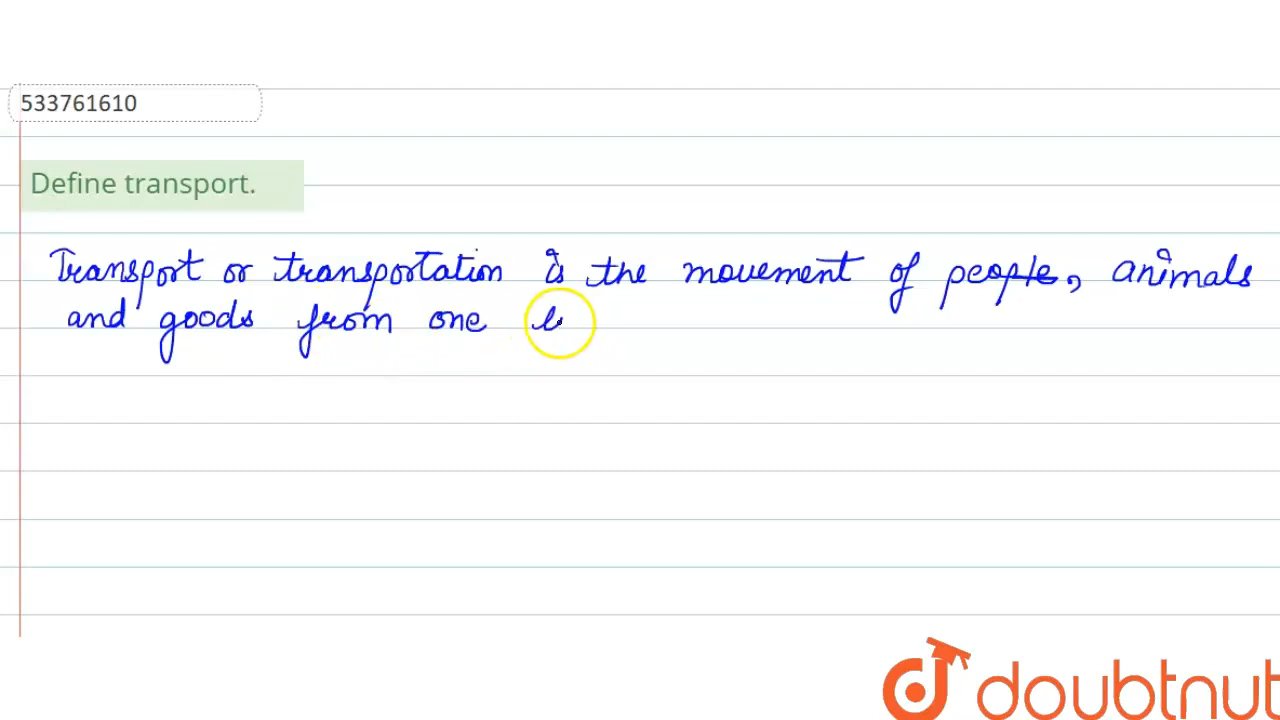 533761610
Define transport.
Transport or transportation is the movement of people, animals
and goods from one l
doubtnut